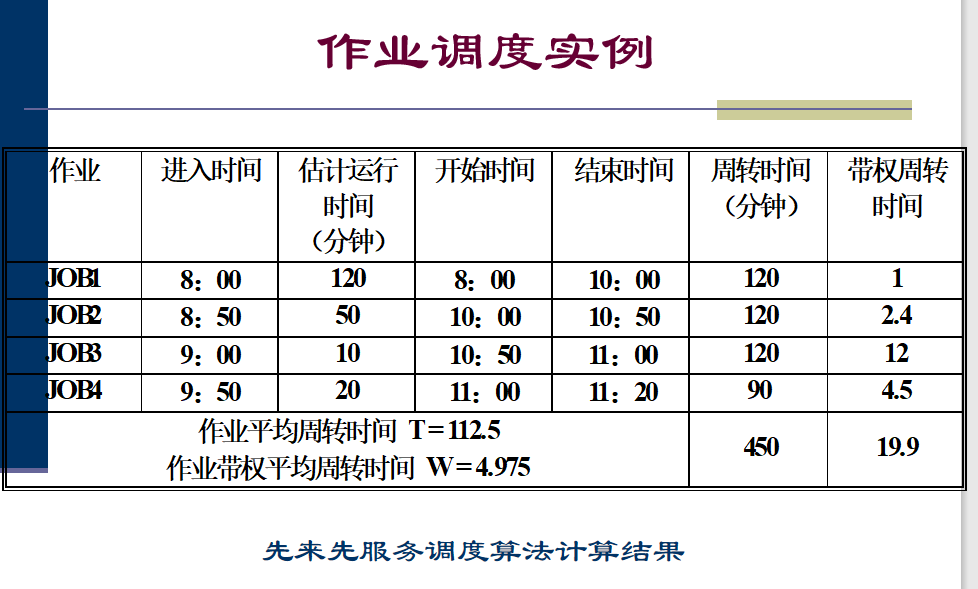 作业调度实例
作业 进入时间 估计运行时间（分钟） 开始时间 结束时间 周转时间（分钟） 带权周转时间
JOB1 8：00 120 8：00 10：00 120 1
JOB2 8：50 50 10：00 10：50 120 2.4
JOB3 9：00 10 10：50 11：00 120 12
JOB4 9：50 20 11：00 11：20 90 4.5
作业平均周转时间 T=112.5
作业带权平均周转时间 W=4.975
450 19.9
先来先服务调度算法计算结果